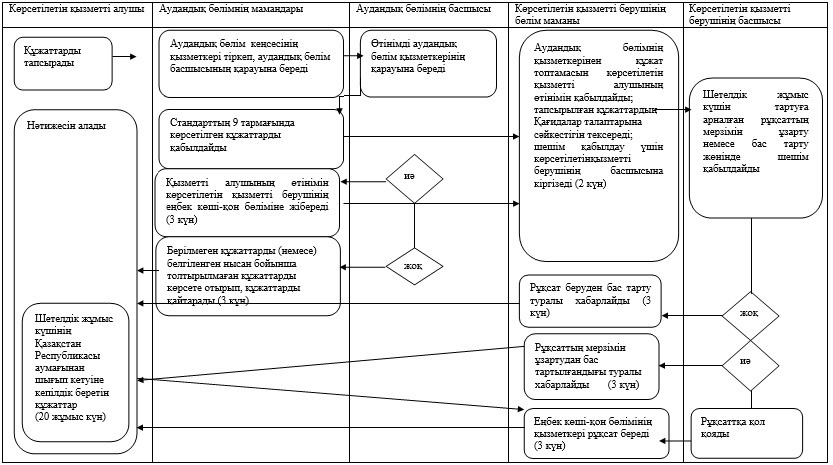 Көрсетілетін қызметті алушы
Аудандық бөлімнің мамандары
Аудандық бөлімнің басшысы
Көрсетілетін қызметті берушінің
бөлім маманы
Көрсетілетін қызметті
берушінің басшысы
Құжаттарды
тапсырады
Аудандық бөлім кеңсесінің
қызметкері тіркеп, аудандық бөлім
басшысының қарауына береді
Өтінімді аудандық
бөлім қызметкерінің
қарауына береді
Аудандық бөлімнің
қызметкерінен құжат
топтамасын көрсетілетін
қызметті алушының
өтінімін қабылдайды;
тапсырылған құжаттардың
Қағидалар талаптарына
сәйкестігін тексереді;
шешім қабылдау үшін
көрсетілетінқызметті
берушінің басшысына
кіргізеді (2 күн)
Шетелдік жұмыс
күшін тартуға
арналған рұқсаттың
мерзімін ұзарту
немесе бас тарту
жөнінде шешім
қабылдайды
Нәтижесін алады
Стандарттың 9 тармағында
көрсетілген құжаттарды
қабылдайды
Қызметті алушының өтінімін
көрсетілетін қызметті берушінің
еңбек көші-қон бөліміне жібереді
(3 күн)
иә
Берілмеген құжаттарды (немесе)
белгіленген нысан бойынша
толтырылмаған құжаттарды
көрсете отырып, құжаттарды
қайтарады (3 күн)
жоқ
Рұқсат беруден бас тарту
туралы хабарлайды (3
күн)
жоқ
Шетелдік жұмыс
күшінің
Қазақстан
Республикасы
аумағынан
шығып кетуіне
кепілдік беретін
құжаттар
(20 жұмыс күн)
Рұқсаттың мерзімін
ұзартудан бас
тартылғандығы туралы
хабарлайды (3 күн)
иә
Еңбек көші-қон бөлімінің
қызметкері рұқсат береді
(3 күн)
Рұқсатқа қол
қояды